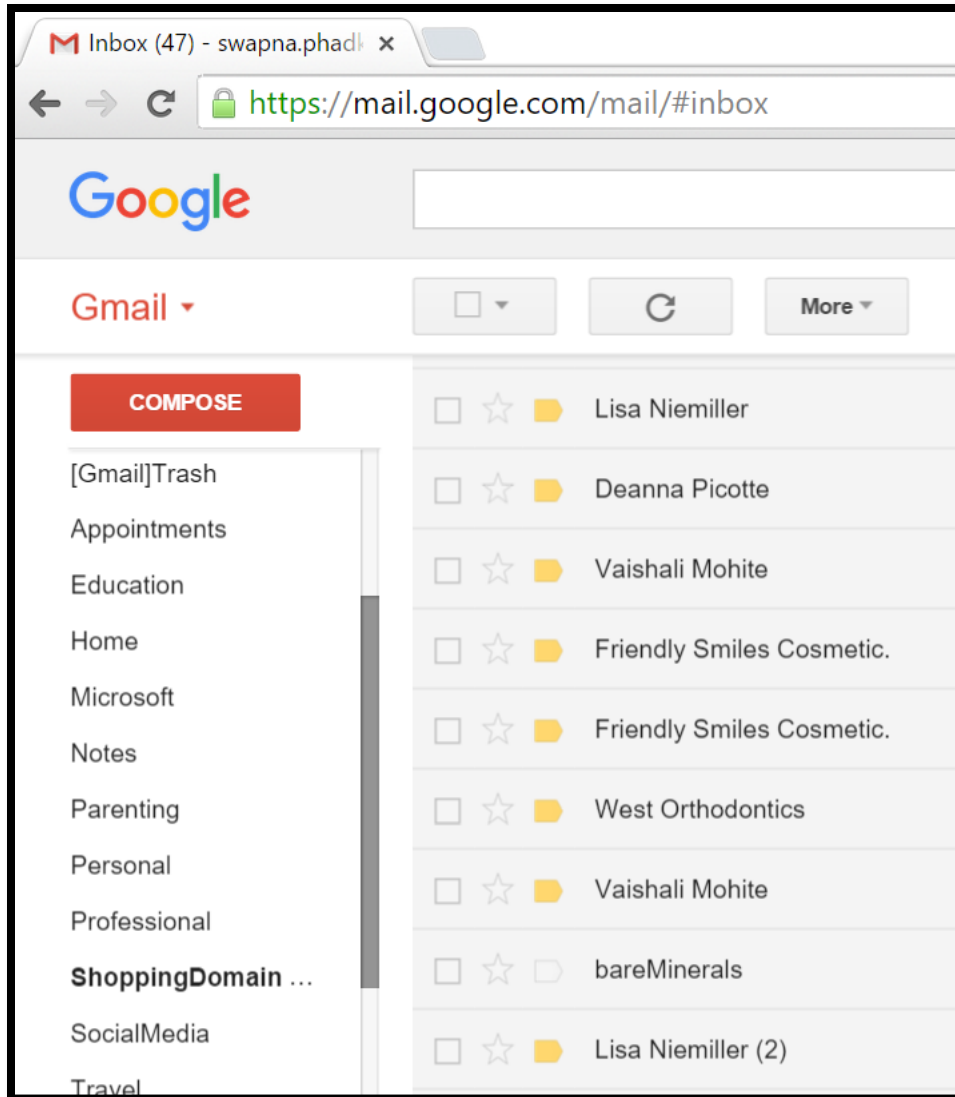 Inbox (47) - swapna.phad
https://mail.google.com/mail/#inbox
Google
Gmail
More
COMPOSE
[Gmail]Trash
Appointments
Education
Home
Microsoft
Notes
Parenting
Personal
Professional
ShoppingDomain ...
SocialMedia
Travel
Lisa Niemiller
Deanna Picotte
Vaishali Mohite
Friendly Smiles Cosmetic.
Friendly Smiles Cosmetic.
West Orthodontics
Vaishali Mohite
bareMinerals
Lisa Niemiller (2)